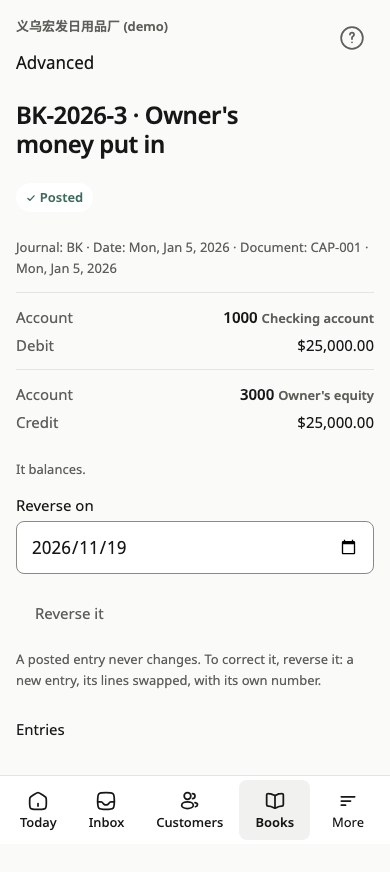 义乌宏发日用品厂 (demo)
Advanced
BK-2026-3 · Owner's
money put in
✓ Posted
Journal: BK · Date: Mon, Jan 5, 2026 · Document: CAP-001 ·
Mon, Jan 5, 2026
Account 1000 Checking account
Debit $25,000.00
Account 3000 Owner's equity
Credit $25,000.00
It balances.
Reverse on
2026/11/19
Reverse it
A posted entry never changes. To correct it, reverse it: a
new entry, its lines swapped, with its own number.
Entries
Today Inbox Customers Books More